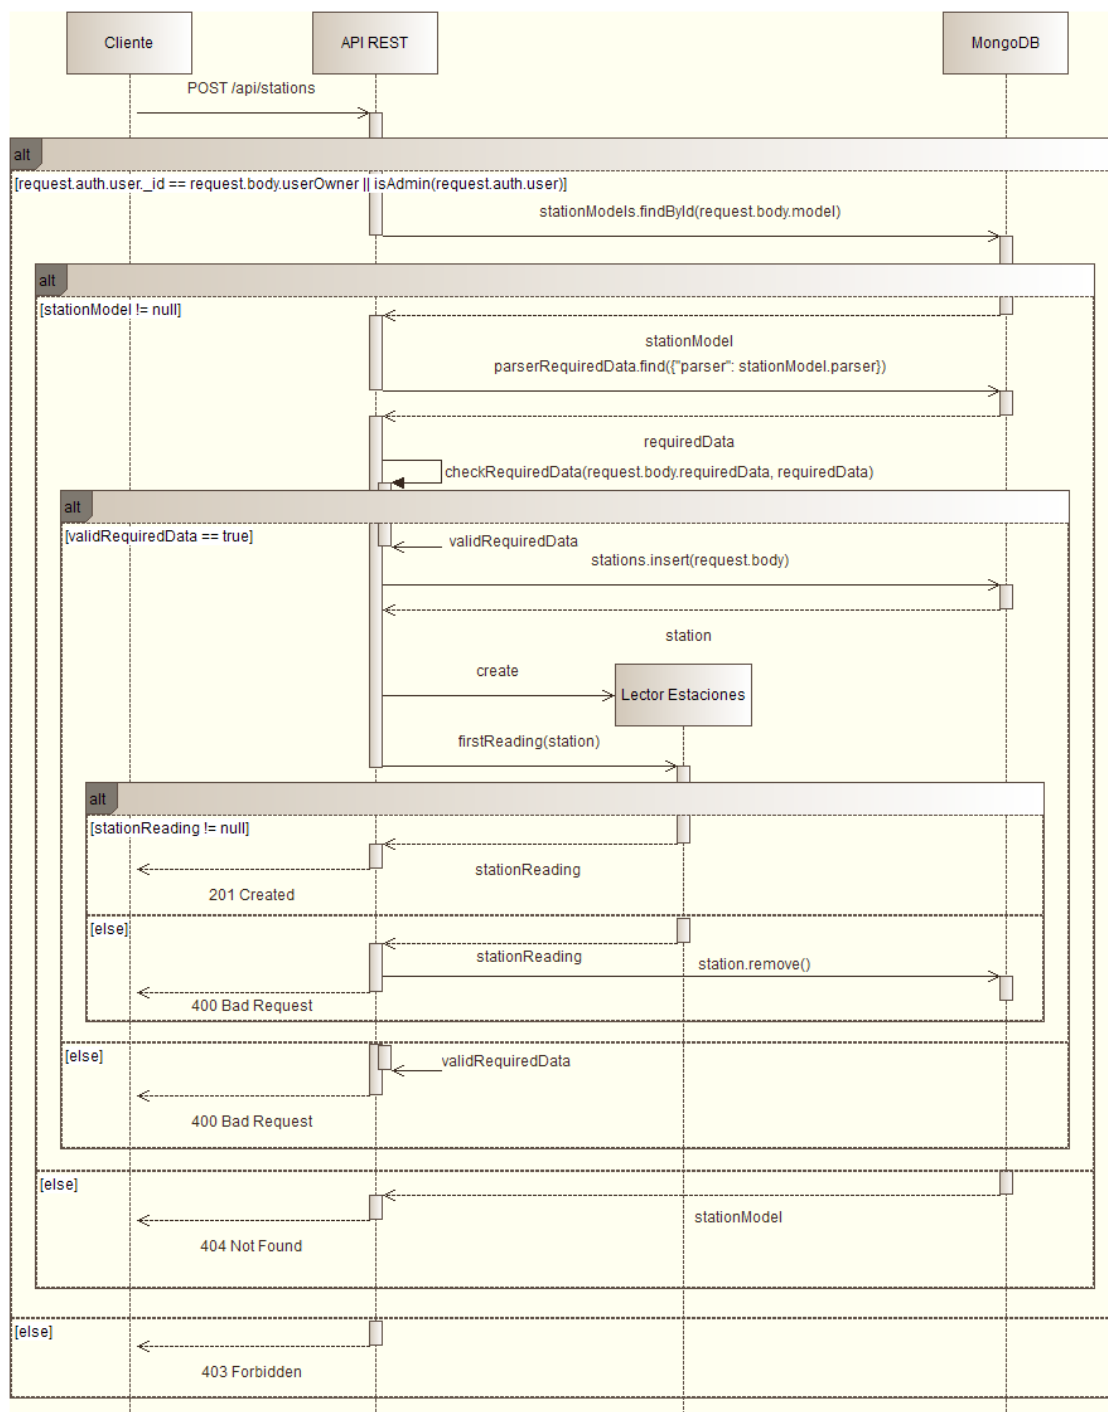 Cliente
API REST
MongoDB
POST /api/stations
alt
[request.auth.user._id == request.body.userOwner || isAdmin(request.auth.user)]
stationModels.findById(request.body.model)
alt
[stationModel != null]
stationModel
parserRequiredData.find({"parser": stationModel.parser})
requiredData
checkRequiredData(request.body.requiredData, requiredData)
alt
[validRequiredData == true]
validRequiredData
stations.insert(request.body)
station
create
Lector Estaciones
firstReading(station)
alt
[stationReading != null]
stationReading
201 Created
[else]
stationReading
station.remove()
400 Bad Request
[else]
validRequiredData
400 Bad Request
[else]
stationModel
404 Not Found
[else]
403 Forbidden